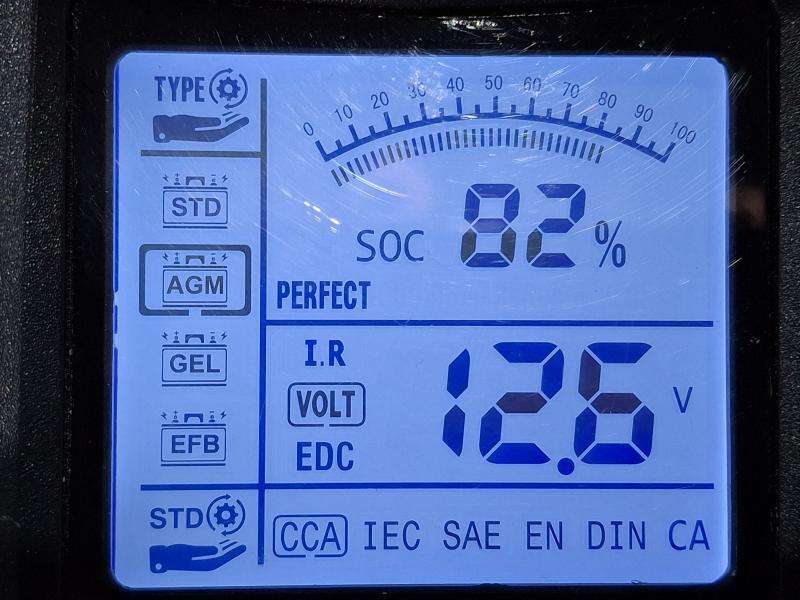 TYPE
0 10 20 30 40 50 60 70 80 90 100
STD
SOC 82 %
AGM
PERFECT
GEL
I.R
VOLT
EDC
12.6 V
EFB
STD
CCA IEC SAE EN DIN CA